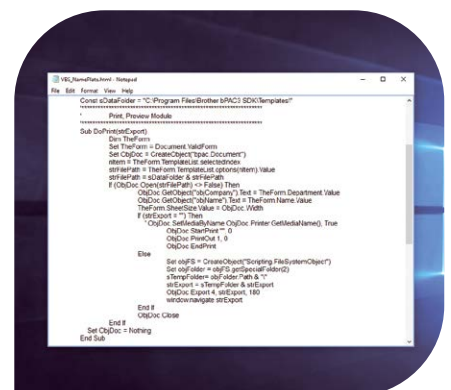 VBS_NamePlate.html - Notepad
File Edit Format View Help
Const sDataFolder = "C:\Program Files\Brother bPAC3 SDK\Templates\"
' Print, Preview Module
Sub DoPrint(strExport)
Dim TheForm
Set TheForm = Document.ValidForm
Set ObjDoc = CreateObject("bpac.Document")
nItem = TheForm.TemplateList.selectedIndex
strFilePath = TheForm.TemplateList.options(nItem).Value
strFilePath = sDataFolder & strFilePath
If (ObjDoc.Open(strFilePath) <> False) Then
ObjDoc.GetObject("objCompany").Text = TheForm.Department.Value
ObjDoc.GetObject("objName").Text = TheForm.Name.Value
TheForm.SheetSize.Value = ObjDoc.Width
If (strExport = "") Then
' ObjDoc.SetMediaByName ObjDoc.Printer.GetMediaName(), True
ObjDoc.StartPrint "", 0
ObjDoc.PrintOut 1, 0
ObjDoc.EndPrint
Else
Set objFS = CreateObject("Scripting.FileSystemObject")
Set objFolder = objFS.getSpecialFolder(2)
sTempFolder= objFolder.Path & "\"
strExport = sTempFolder & strExport
ObjDoc.Export 4, strExport, 180
window.navigate strExport
End If
ObjDoc.Close
End If
Set ObjDoc = Nothing
End Sub